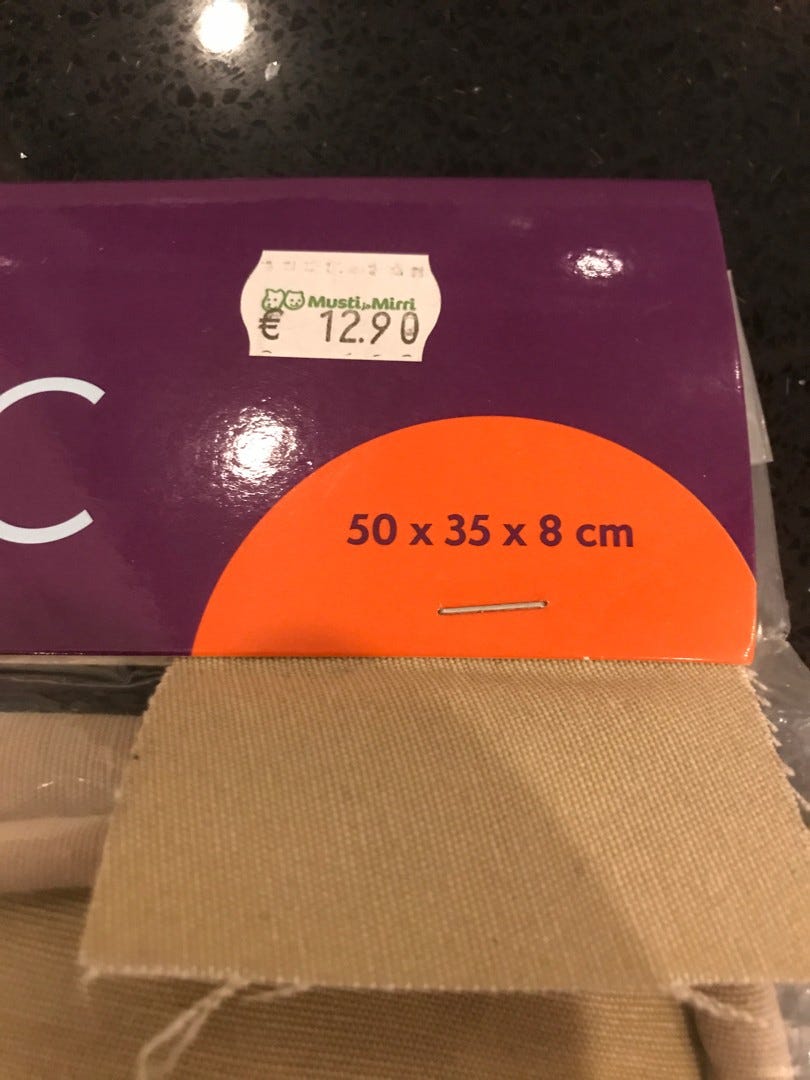 Musti ja Mirri
€ 12.90
C
50 x 35 x 8 cm